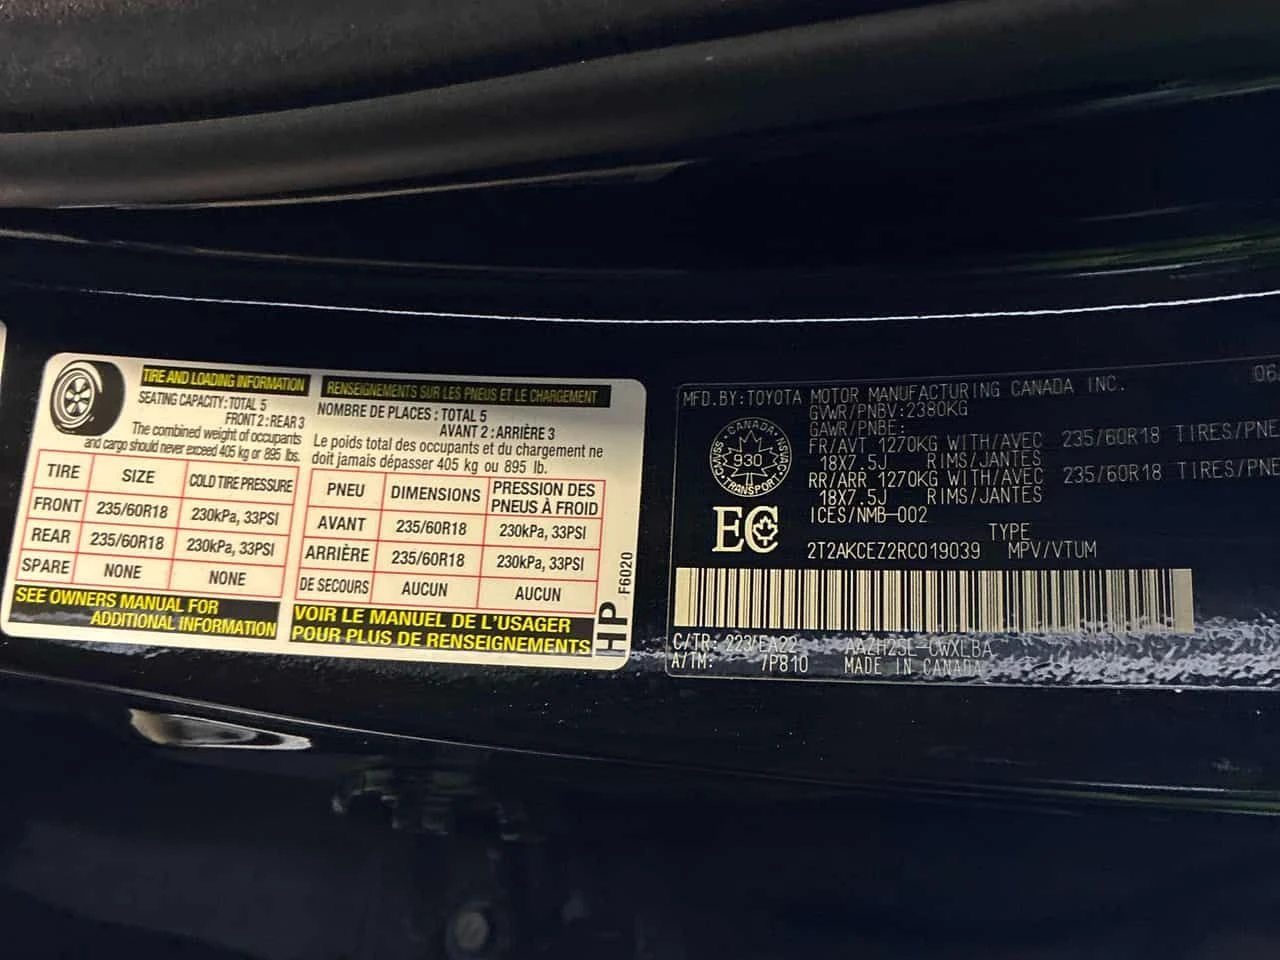 TIRE AND LOADING INFORMATION
SEATING CAPACITY: TOTAL 5
FRONT 2 : REAR 3
The combined weight of occupants
and cargo should never exceed 405 kg or 895 lbs.
TIRE SIZE COLD TIRE PRESSURE
FRONT 235/60R18 230kPa, 33PSI
REAR 235/60R18 230kPa, 33PSI
SPARE NONE NONE
SEE OWNERS MANUAL FOR
ADDITIONAL INFORMATION
RENSEIGNEMENTS SUR LES PNEUS ET LE CHARGEMENT
NOMBRE DE PLACES : TOTAL 5
AVANT 2 : ARRIÈRE 3
Le poids total des occupants et du chargement ne
doit jamais dépasser 405 kg ou 895 lb.
PNEU DIMENSIONS PRESSION DES
PNEUS À FROID
AVANT 235/60R18 230kPa, 33PSI
ARRIÈRE 235/60R18 230kPa, 33PSI
DE SECOURS AUCUN AUCUN
VOIR LE MANUEL DE L'USAGER
POUR PLUS DE RENSEIGNEMENTS
HP
F6020
MFD.BY:TOYOTA MOTOR MANUFACTURING CANADA INC. 06
GVWR/PNBV:2380KG
GAWR/PNBE:
FR/AVT 1270KG WITH/AVEC 235/60R18 TIRES/PNE
18X7.5J RIMS/JANTES
RR/ARR 1270KG WITH/AVEC 235/60R18 TIRES/PNE
18X7.5J RIMS/JANTES
ICES/NMB-002
CANADA
930
TRANSPORT
EC
TYPE
2T2AKCEZ2RC019039 MPV/VTUM
C/TR: 223/EA22 AAZH25L-CWXLBA
A/TM: 7P810 MADE IN CANADA